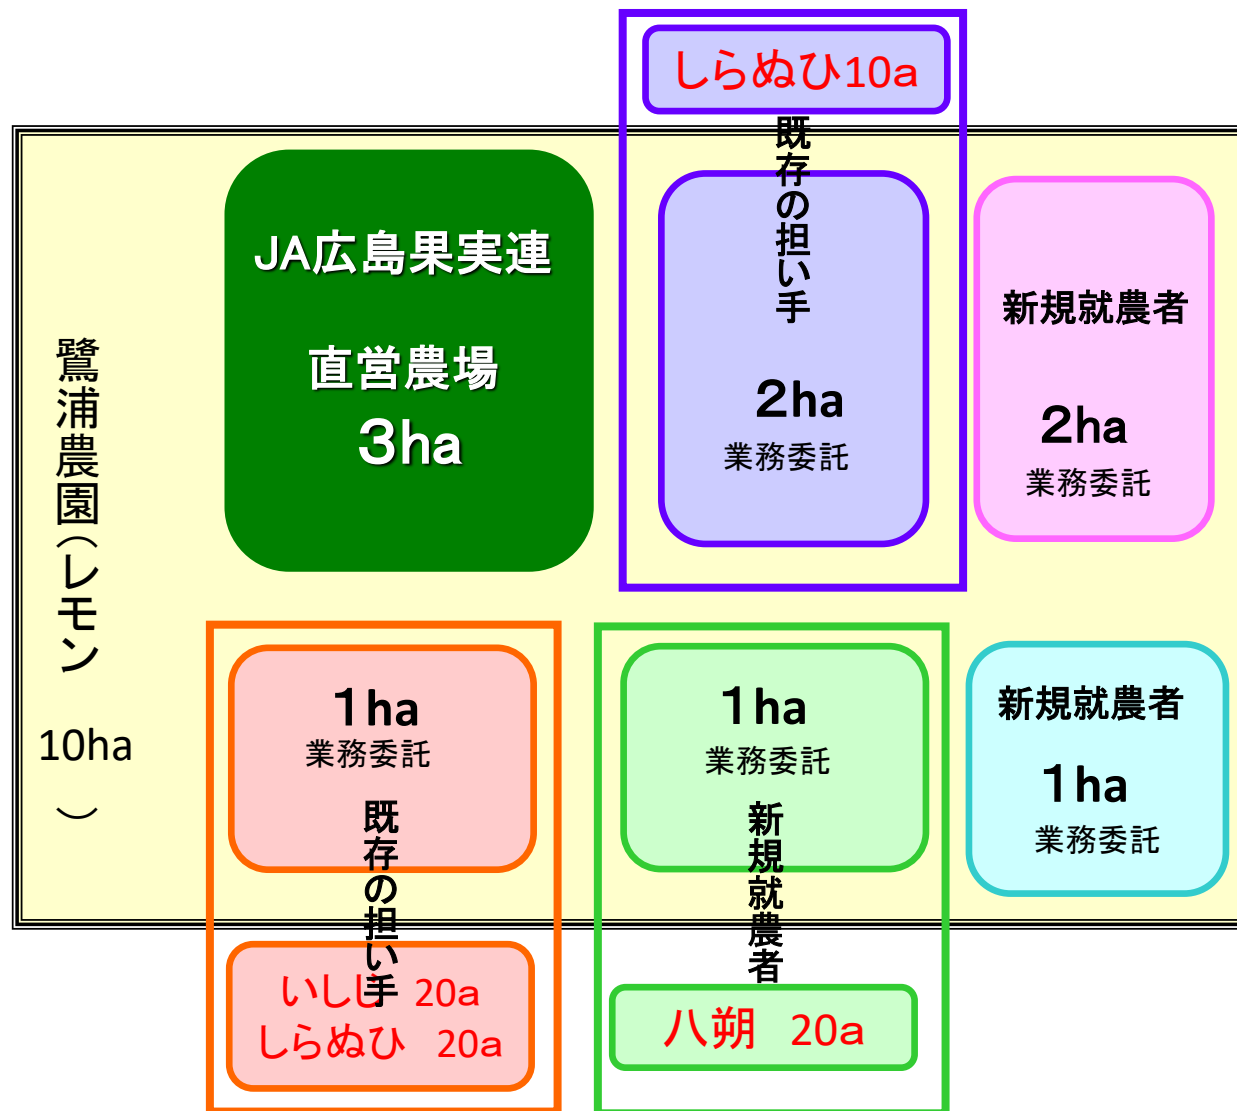 しらぬひ10a
既存の担い手
2ha
業務委託
JA広島果実連
直営農場
3ha
新規就農者
2ha
業務委託
鷺浦農園(レモン 10ha )
1ha
業務委託
既存の担い手
いしじ 20a
しらぬひ 20a
1ha
業務委託
新規就農者
八朔 20a
新規就農者
1ha
業務委託